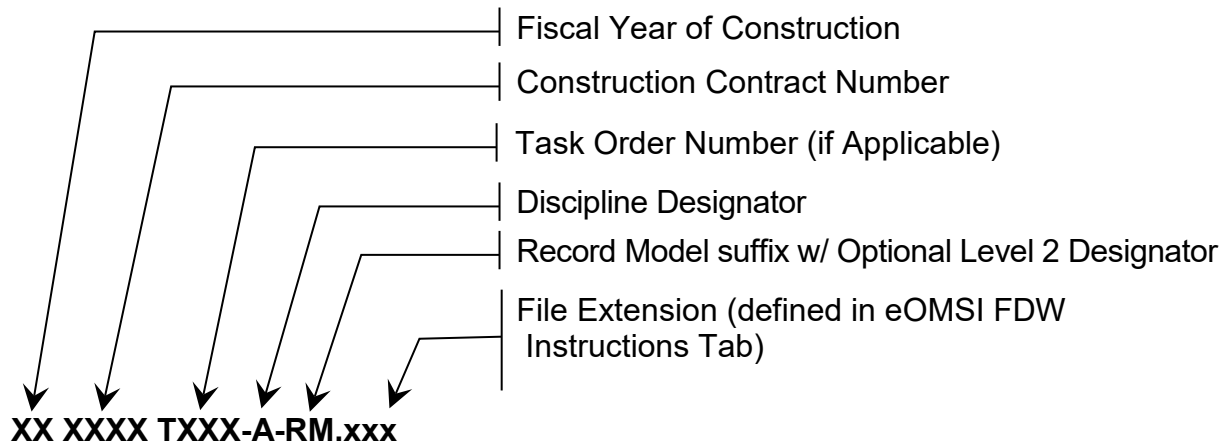 Fiscal Year of Construction
Construction Contract Number
Task Order Number (if Applicable)
Discipline Designator
Record Model suffix w/ Optional Level 2 Designator
File Extension (defined in eOMSI FDW
Instructions Tab)
XX XXXX TXXX-A-RM.xxx